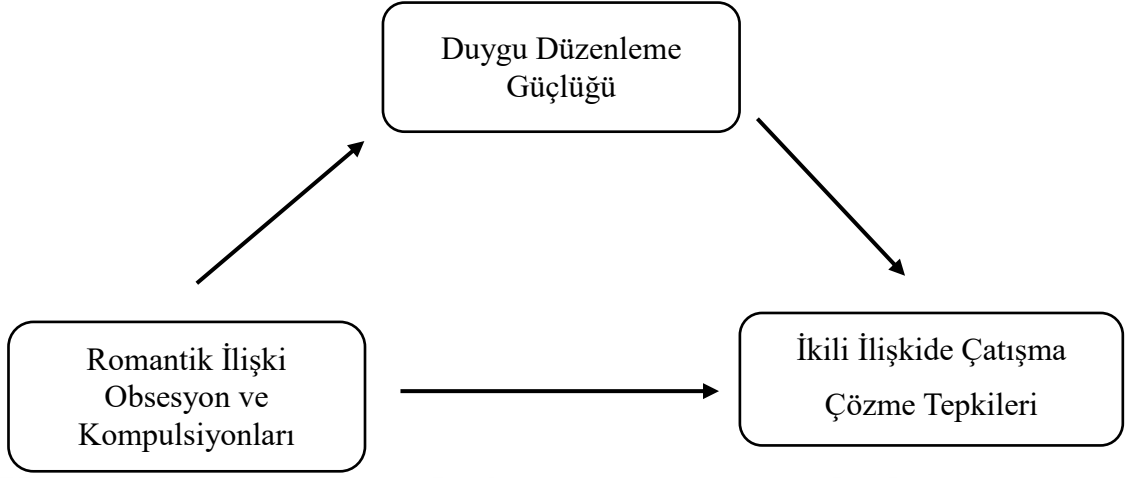 Duygu Düzenleme
Güçlüğü
Romantik İlişki
Obsesyon ve
Kompulsiyonları
İkili İlişkide Çatışma
Çözme Tepkileri